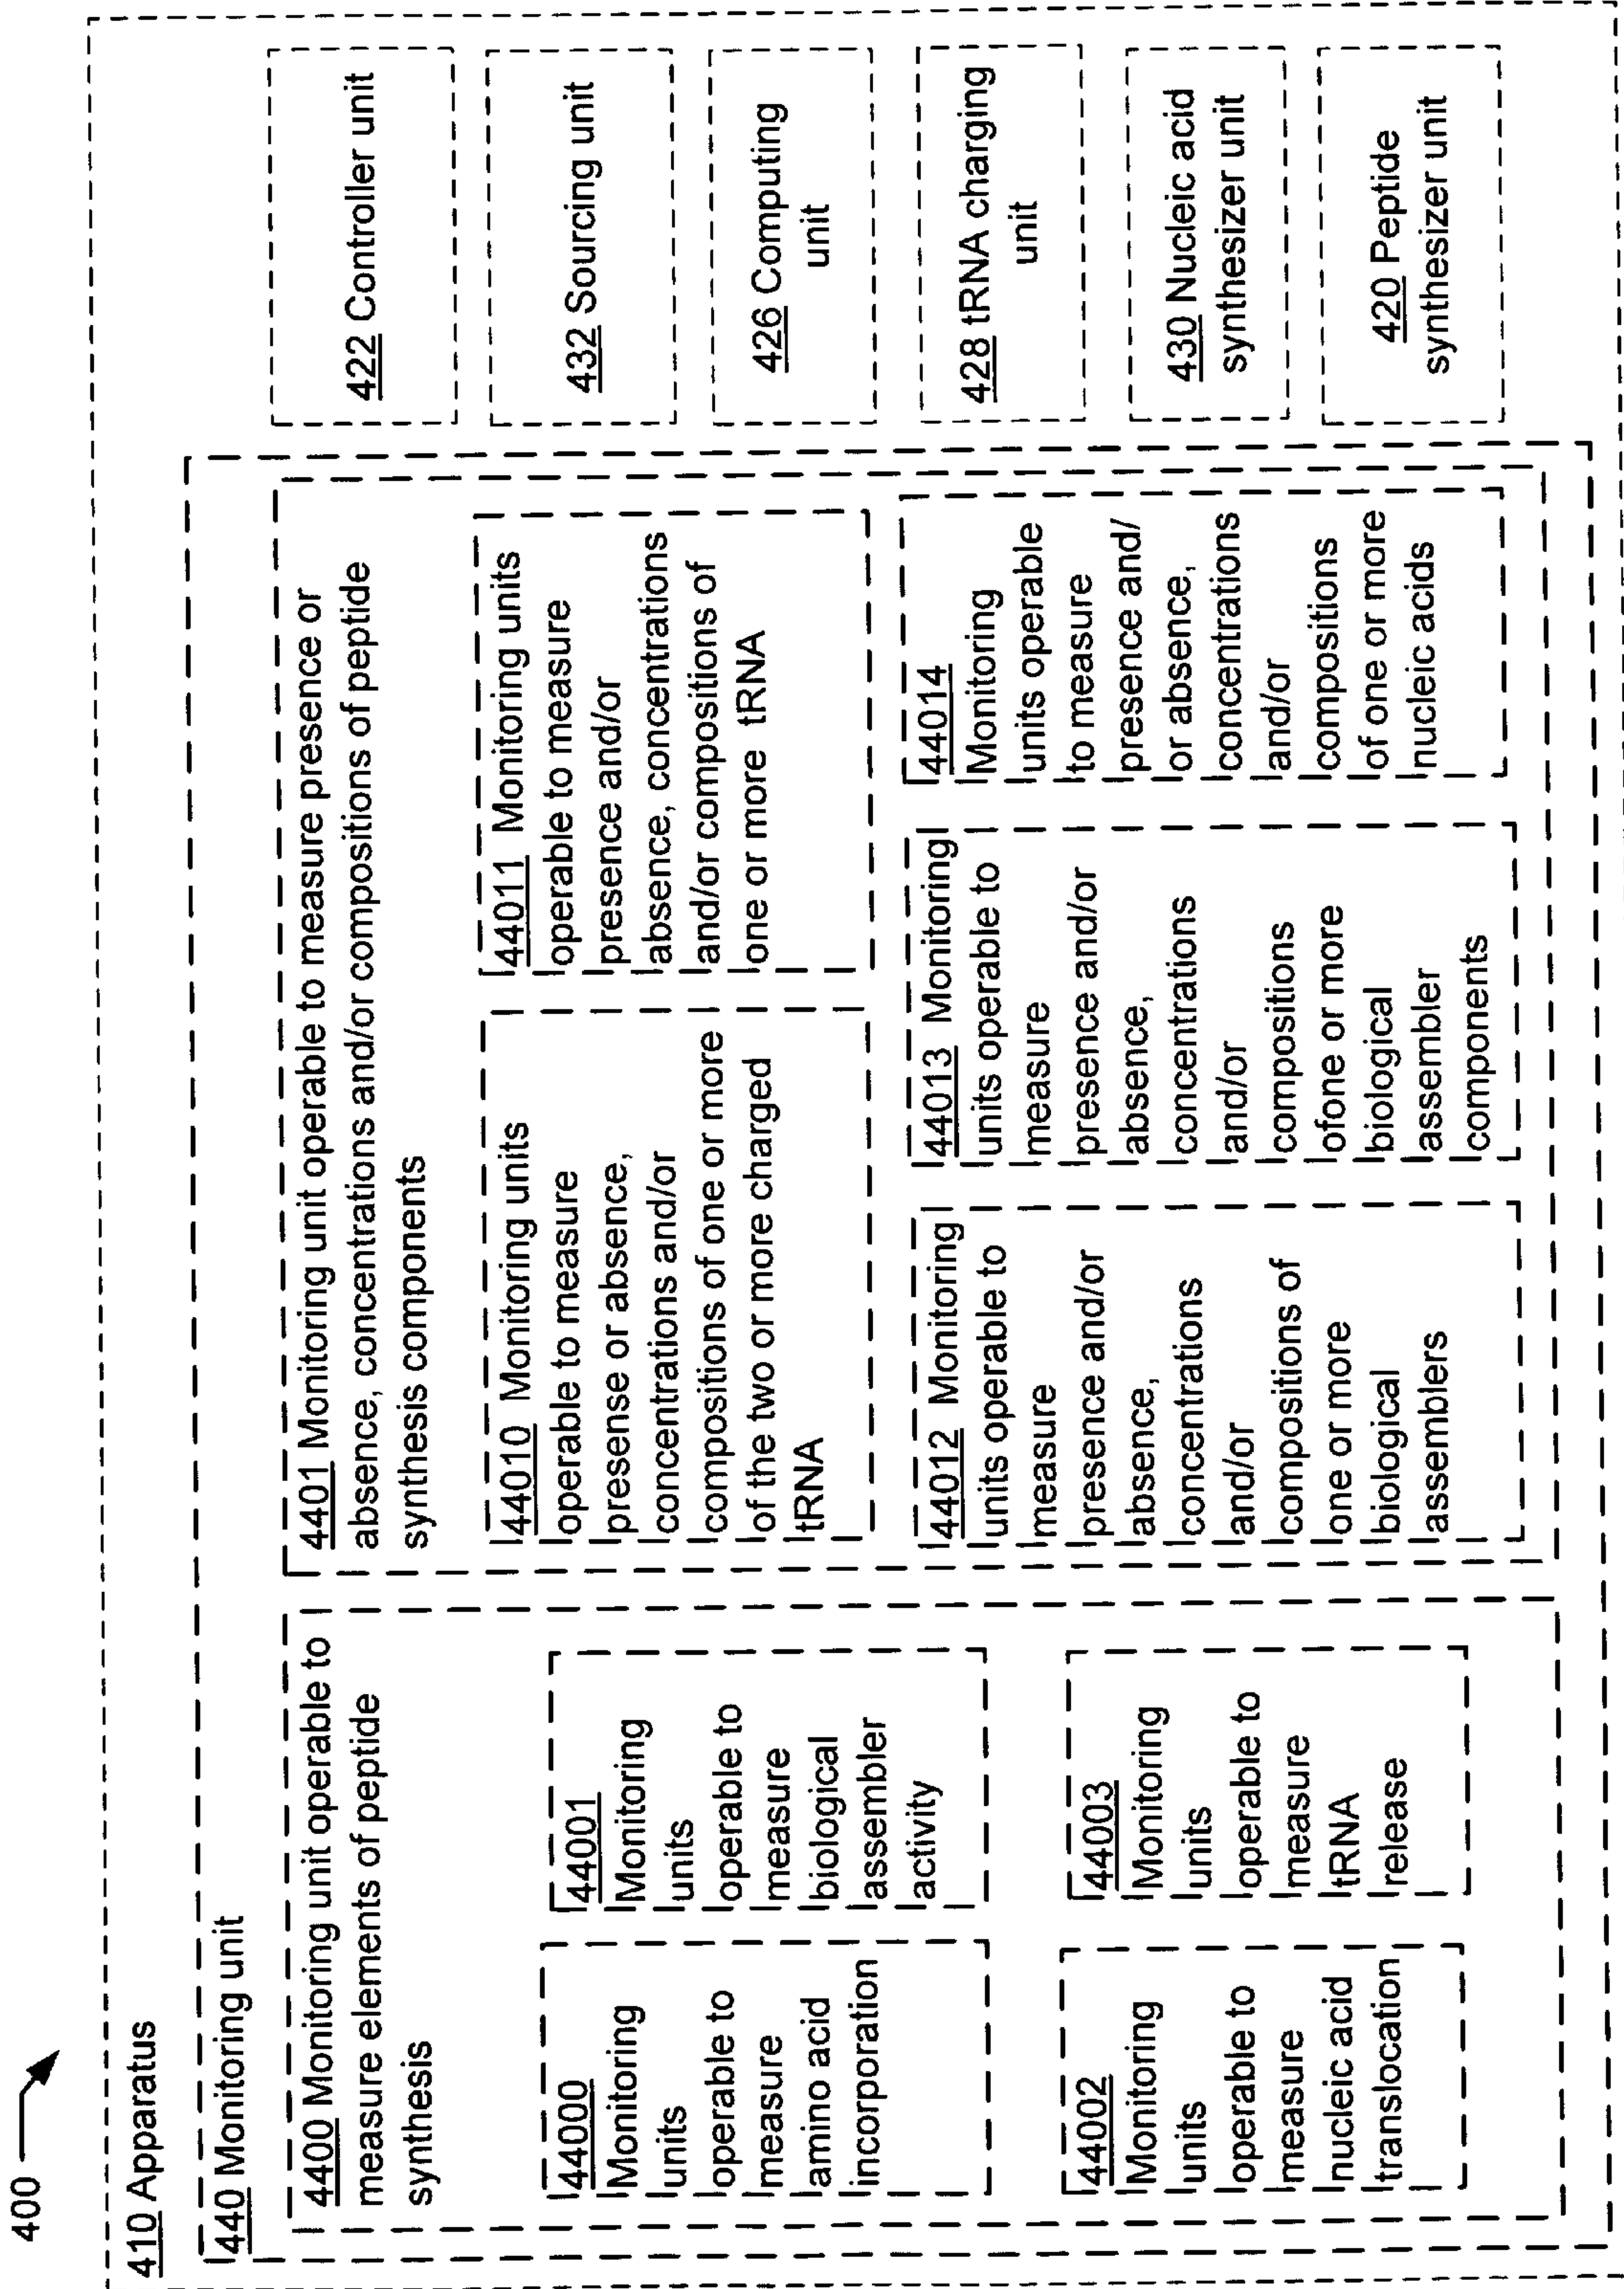 400
410 Apparatus
440 Monitoring unit
4400 Monitoring unit operable to
measure elements of peptide
synthesis
44000
Monitoring
units
operable to
measure
amino acid
incorporation
44001
Monitoring
units
operable to
measure
biological
assembler
activity
44002
Monitoring
units
operable to
measure
nucleic acid
translocation
44003
Monitoring
units
operable to
measure
tRNA
release
4401 Monitoring unit operable to measure presence or
absence, concentrations and/or compositions of peptide
synthesis components
44010 Monitoring units
operable to measure
presense or absence,
concentrations and/or
compositions of one or more
of the two or more charged
tRNA
44011 Monitoring units
operable to measure
presence and/or
absence, concentrations
and/or compositions of
one or more tRNA
44012 Monitoring
units operable to
measure
presence and/or
absence,
concentrations
and/or
compositions of
one or more
biological
assemblers
44013 Monitoring
units operable to
measure
presence and/or
absence,
concentrations
and/or
compositions
ofone or more
biological
assembler
components
44014
Monitoring
units operable
to measure
presence and/
or absence,
concentrations
and/or
compositions
of one or more
nucleic acids
422 Controller unit
432 Sourcing unit
426 Computing
unit
428 tRNA charging
unit
430 Nucleic acid
synthesizer unit
420 Peptide
synthesizer unit